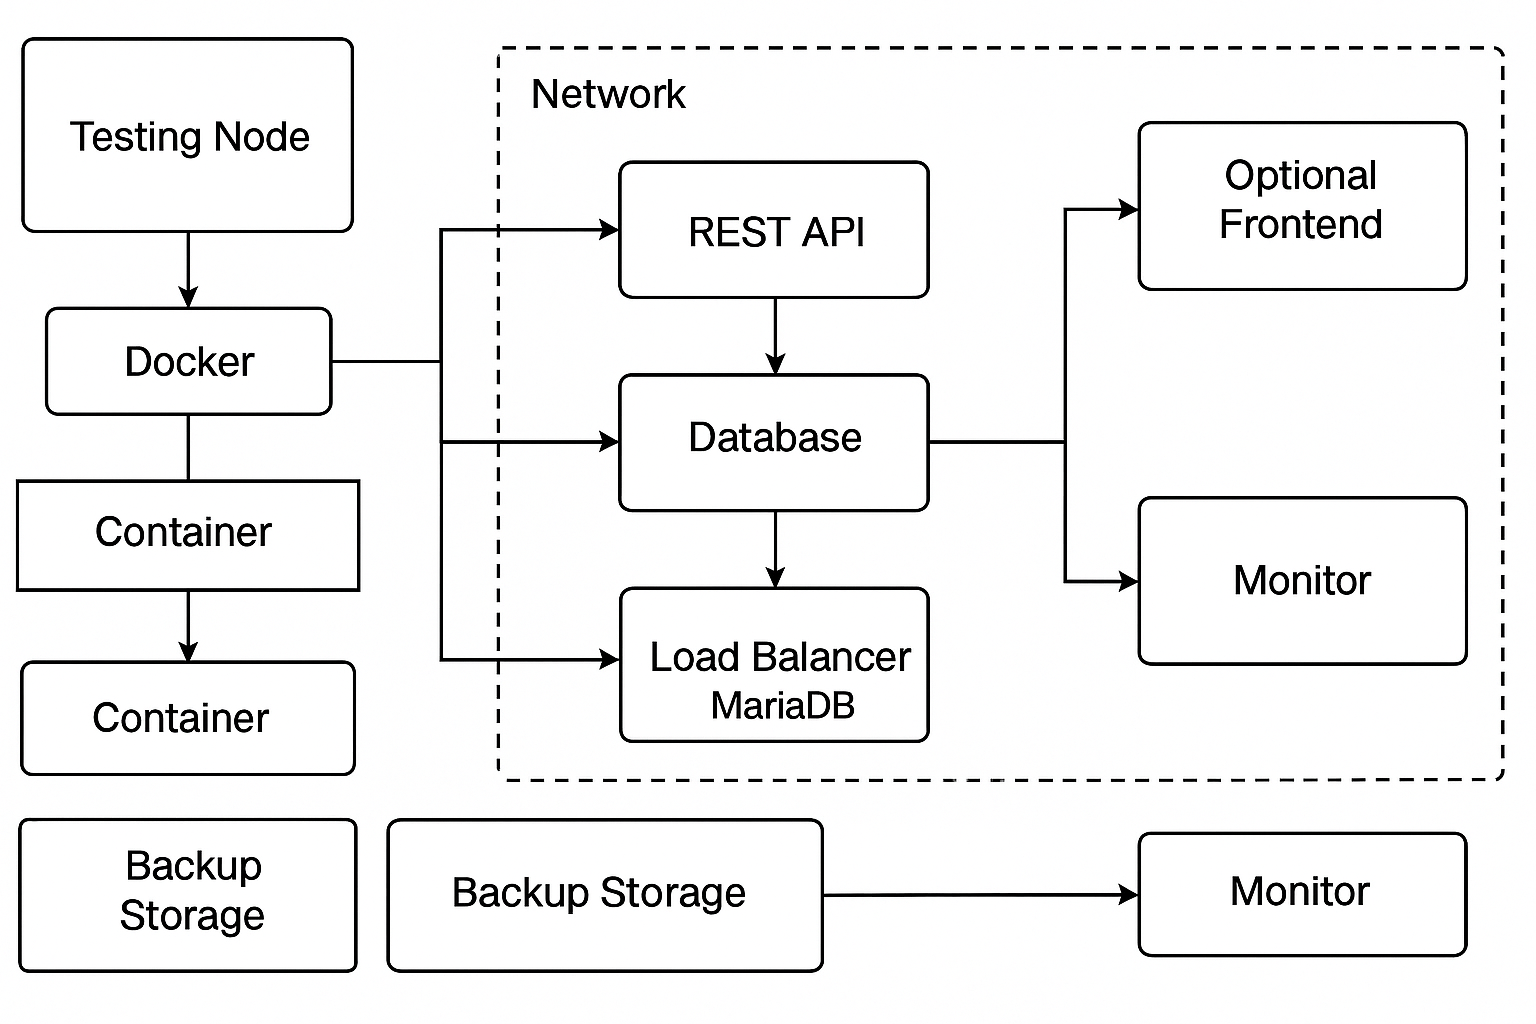 Testing Node
Docker
Container
Container
Network
REST API
Database
Load Balancer
MariaDB
Optional
Frontend
Monitor
Backup
Storage
Backup Storage
Monitor